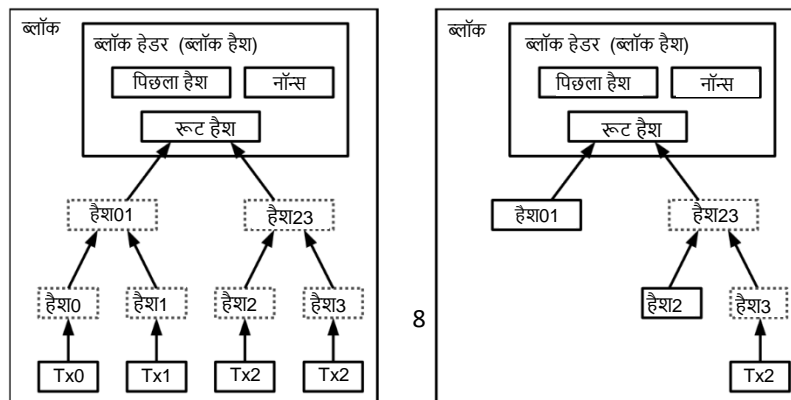 ब्लॉक
ब्लॉक हेडर (ब्लॉक हैश)
पिछला हैश
नॉन्स
रूट हैश
हैश01
हैश23
हैश0
हैश1
हैश2
हैश3
Tx0
Tx1
Tx2
Tx2
8
ब्लॉक
ब्लॉक हेडर (ब्लॉक हैश)
पिछला हैश
नॉन्स
रूट हैश
हैश01
हैश23
हैश2
हैश3
Tx2